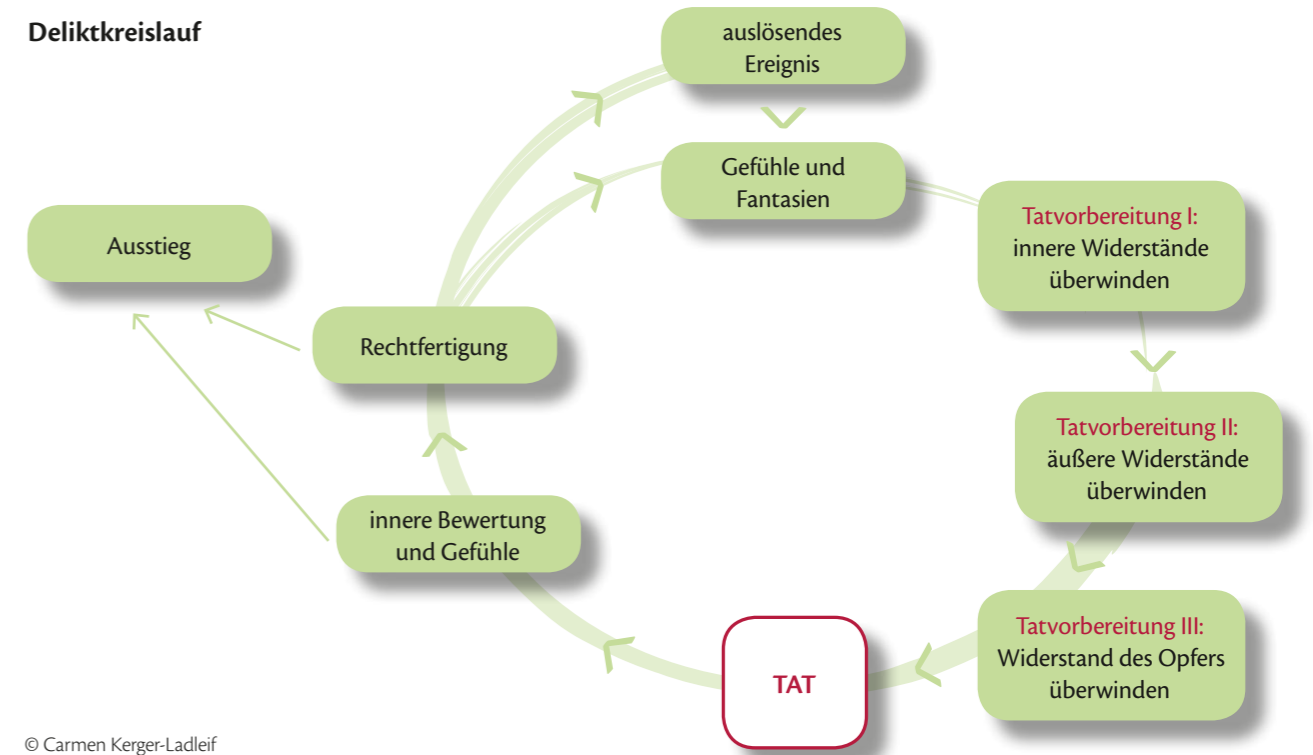 Deliktkreislauf
auslösendes
Ereignis
Gefühle und
Fantasien
Tatvorbereitung I:
innere Widerstände
überwinden
Tatvorbereitung II:
äußere Widerstände
überwinden
Tatvorbereitung III:
Widerstand des Opfers
überwinden
TAT
innere Bewertung
und Gefühle
Rechtfertigung
Ausstieg
© Carmen Kerger-Ladleif